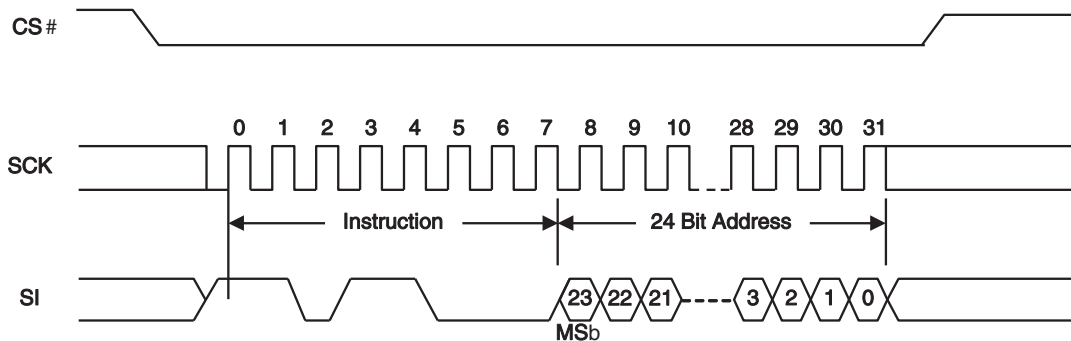 CS #
0 1 2 3 4 5 6 7 8 9 10 28 29 30 31
SCK
Instruction 24 Bit Address
SI 23 22 21 3 2 1 0
MSb